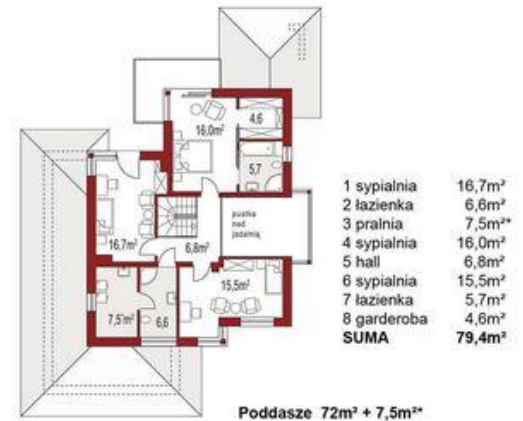 16,0m²
4,6
5,7
16,7m²
6,8m²
pustka
nad
jadalnią
15,5m²
7,5*m²
6,6
1 sypialnia 16,7m²
2 łazienka 6,6m²
3 pralnia 7,5m²*
4 sypialnia 16,0m²
5 hall 6,8m²
6 sypialnia 15,5m²
7 łazienka 5,7m²
8 garderoba 4,6m²
SUMA 79,4m²
Poddasze 72m² + 7,5m²*